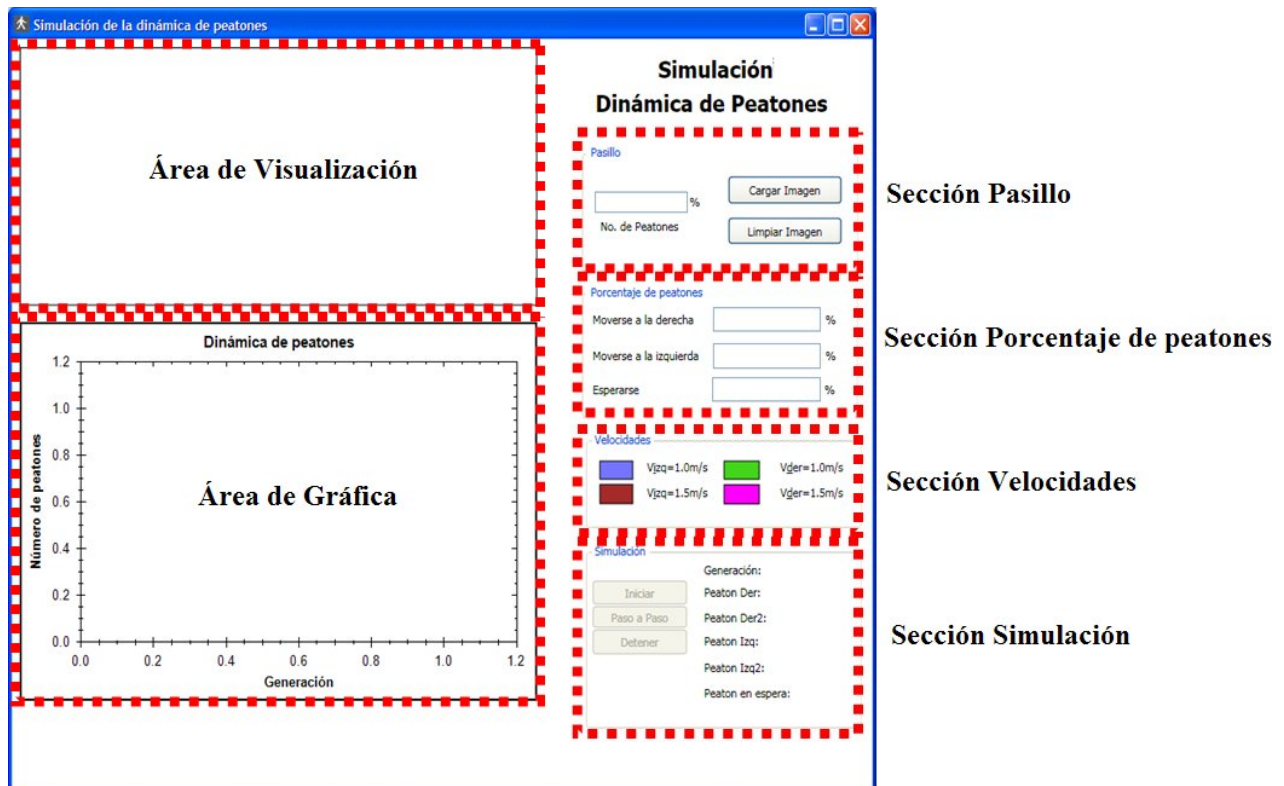 Simulación de la dinámica de peatones
Área de Visualización
Dinámica de peatones
1.2
1.0
0.8
0.6
0.4
0.2
0.0
Número de peatones
Área de Gráfica
0.0 0.2 0.4 0.6 0.8 1.0 1.2
Generación
Simulación
Dinámica de Peatones
Pasillo
%
No. de Peatones
Cargar Imagen
Limpiar Imagen
Sección Pasillo
Porcentaje de peatones
Moverse a la derecha %
Moverse a la izquierda %
Esperarse %
Sección Porcentaje de peatones
Velocidades
Vizq=1.0m/s Vder=1.0m/s
Vizq=1.5m/s Vder=1.5m/s
Sección Velocidades
Simulación
Iniciar
Paso a Paso
Detener
Generación:
Peaton Der:
Peaton Der2:
Peaton Izq:
Peaton Izq2:
Peaton en espera:
Sección Simulación